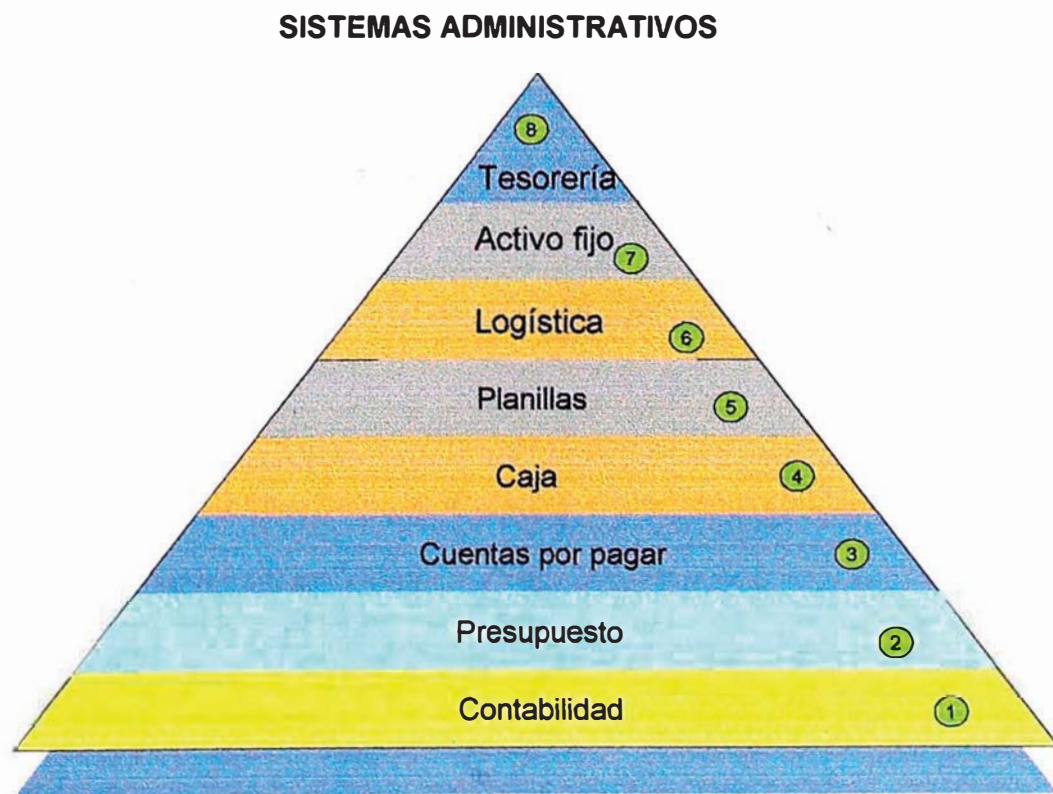 SISTEMAS ADMINISTRATIVOS
8
Tesorería
Activo fijo
7
Logística
6
Planillas
5
Caja
4
Cuentas por pagar
3
Presupuesto
2
Contabilidad
1